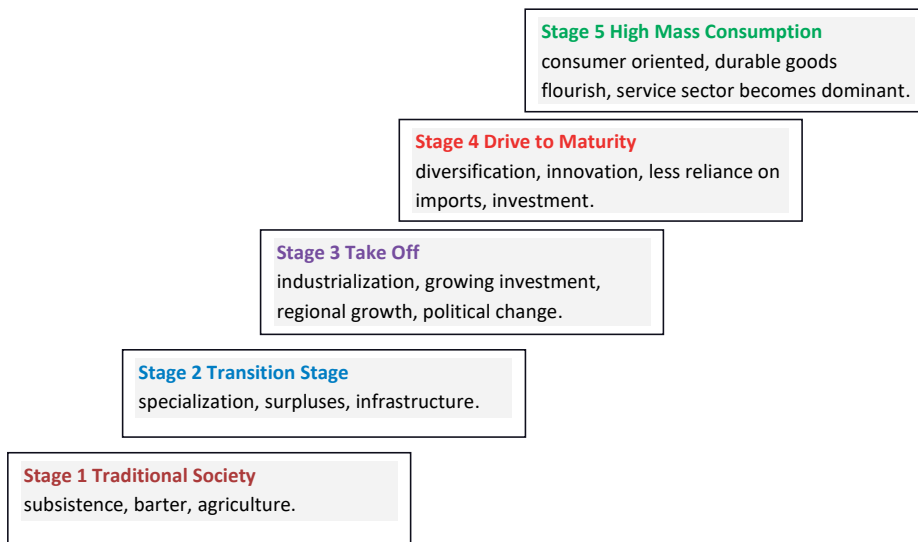 Stage 5 High Mass Consumption
consumer oriented, durable goods
flourish, service sector becomes dominant.
Stage 4 Drive to Maturity
diversification, innovation, less reliance on
imports, investment.
Stage 3 Take Off
industrialization, growing investment,
regional growth, political change.
Stage 2 Transition Stage
specialization, surpluses, infrastructure.
Stage 1 Traditional Society
subsistence, barter, agriculture.